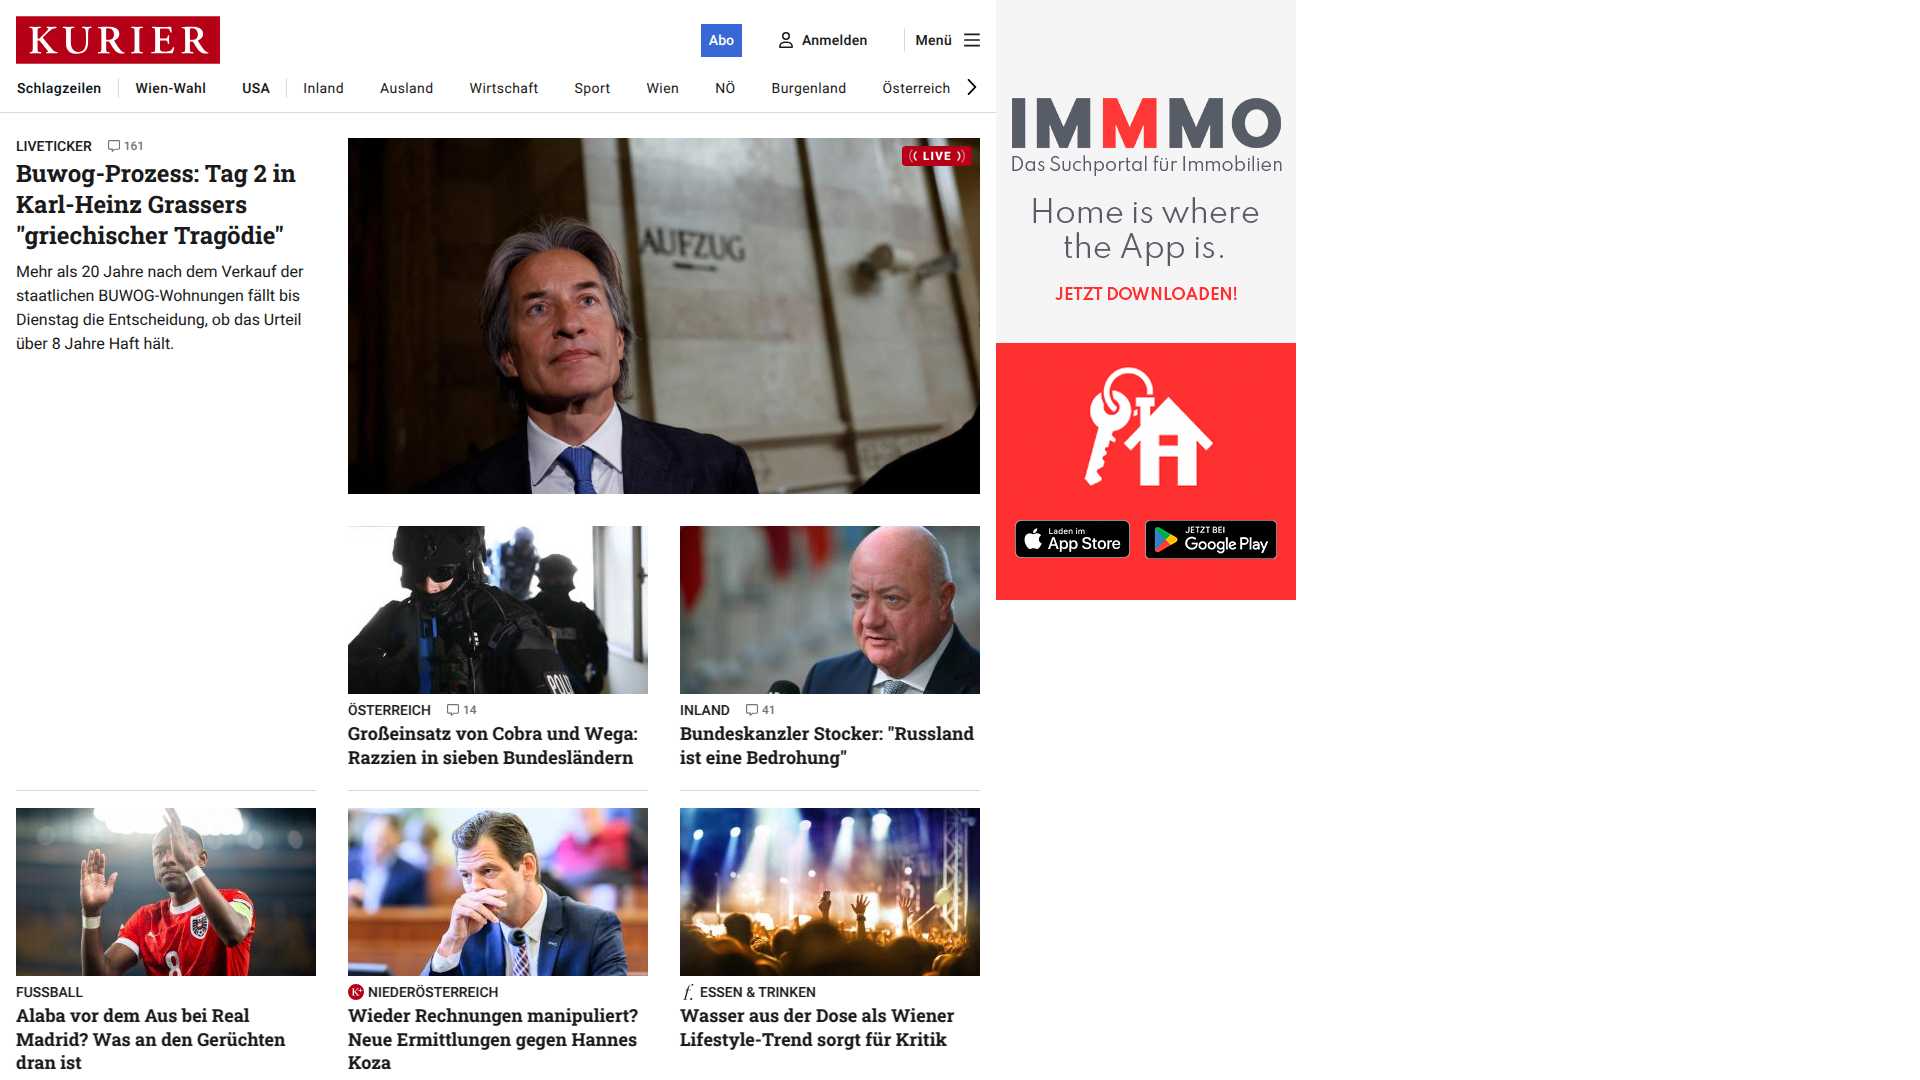 KURIER
Abo
Anmelden
Menü
Schlagzeilen
Wien-Wahl
USA
Inland
Ausland
Wirtschaft
Sport
Wien
NÖ
Burgenland
Österreich
LIVETICKER 161
Buwog-Prozess: Tag 2 in
Karl-Heinz Grassers
"griechischer Tragödie"
Mehr als 20 Jahre nach dem Verkauf der
staatlichen BUWOG-Wohnungen fällt bis
Dienstag die Entscheidung, ob das Urteil
über 8 Jahre Haft hält.
LIVE
AUFZUG
ÖSTERREICH 14
Großeinsatz von Cobra und Wega:
Razzien in sieben Bundesländern
INLAND 41
Bundeskanzler Stocker: "Russland
ist eine Bedrohung"
8
FUSSBALL
Alaba vor dem Aus bei Real
Madrid? Was an den Gerüchten
dran ist
K+ NIEDERÖSTERREICH
Wieder Rechnungen manipuliert?
Neue Ermittlungen gegen Hannes
Koza
f. ESSEN & TRINKEN
Wasser aus der Dose als Wiener
Lifestyle-Trend sorgt für Kritik
IMMMO
Das Suchportal für Immobilien
Home is where
the App is.
JETZT DOWNLOADEN!
Laden im
App Store
JETZT BEI
Google Play